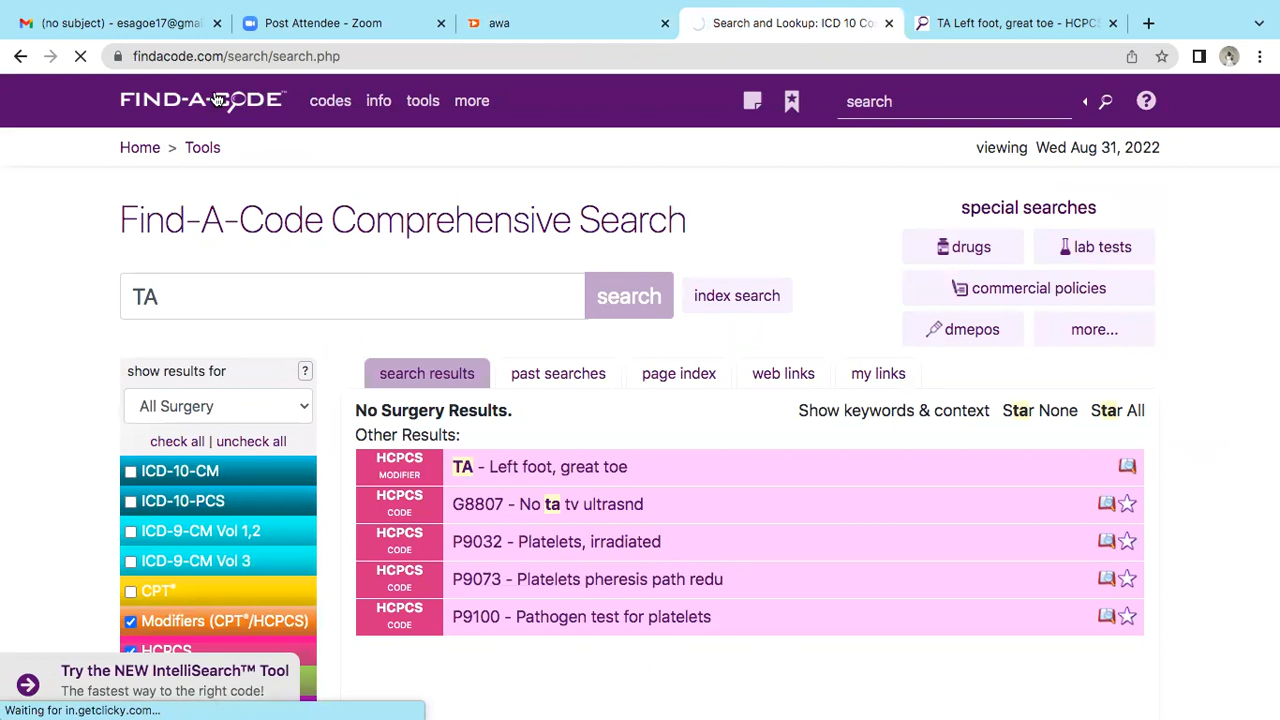 (no subject) - esagoe17@gmai
Post Attendee - Zoom
awa
Search and Lookup: ICD 10 Co
TA Left foot, great toe - HCPCS
findacode.com/search/search.php
FIND-A-CODE™
codes info tools more
search
Home > Tools
viewing Wed Aug 31, 2022
Find-A-Code Comprehensive Search
special searches
drugs
lab tests
TA
search
index search
commercial policies
dmepos
more...
show results for
?
search results
past searches
page index
web links
my links
All Surgery
No Surgery Results.
Show keywords & context Star None Star All
Other Results:
check all | uncheck all
HCPCS
MODIFIER
TA - Left foot, great toe
ICD-10-CM
HCPCS
CODE
G8807 - No ta tv ultrasnd
ICD-10-PCS
ICD-9-CM Vol 1,2
HCPCS
CODE
P9032 - Platelets, irradiated
ICD-9-CM Vol 3
HCPCS
CODE
P9073 - Platelets pheresis path redu
CPT®
HCPCS
CODE
P9100 - Pathogen test for platelets
Modifiers (CPT®/HCPCS)
HCPCS
Try the NEW IntelliSearch™ Tool
The fastest way to the right code!
Waiting for in.getclicky.com...